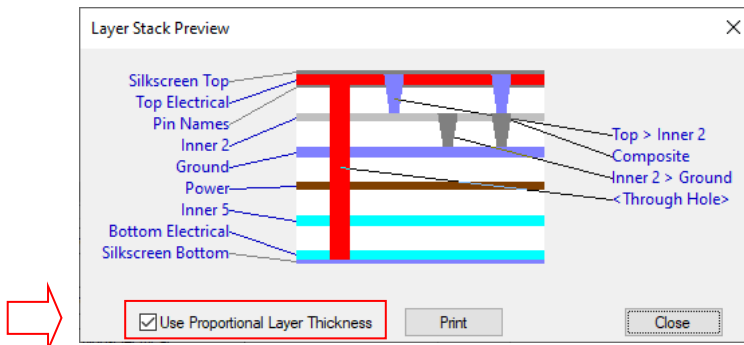 Layer Stack Preview
Silkscreen Top
Top Electrical
Pin Names
Inner 2
Ground
Power
Inner 5
Bottom Electrical
Silkscreen Bottom
Top > Inner 2
Composite
Inner 2 > Ground
<Through Hole>
Use Proportional Layer Thickness
Print
Close